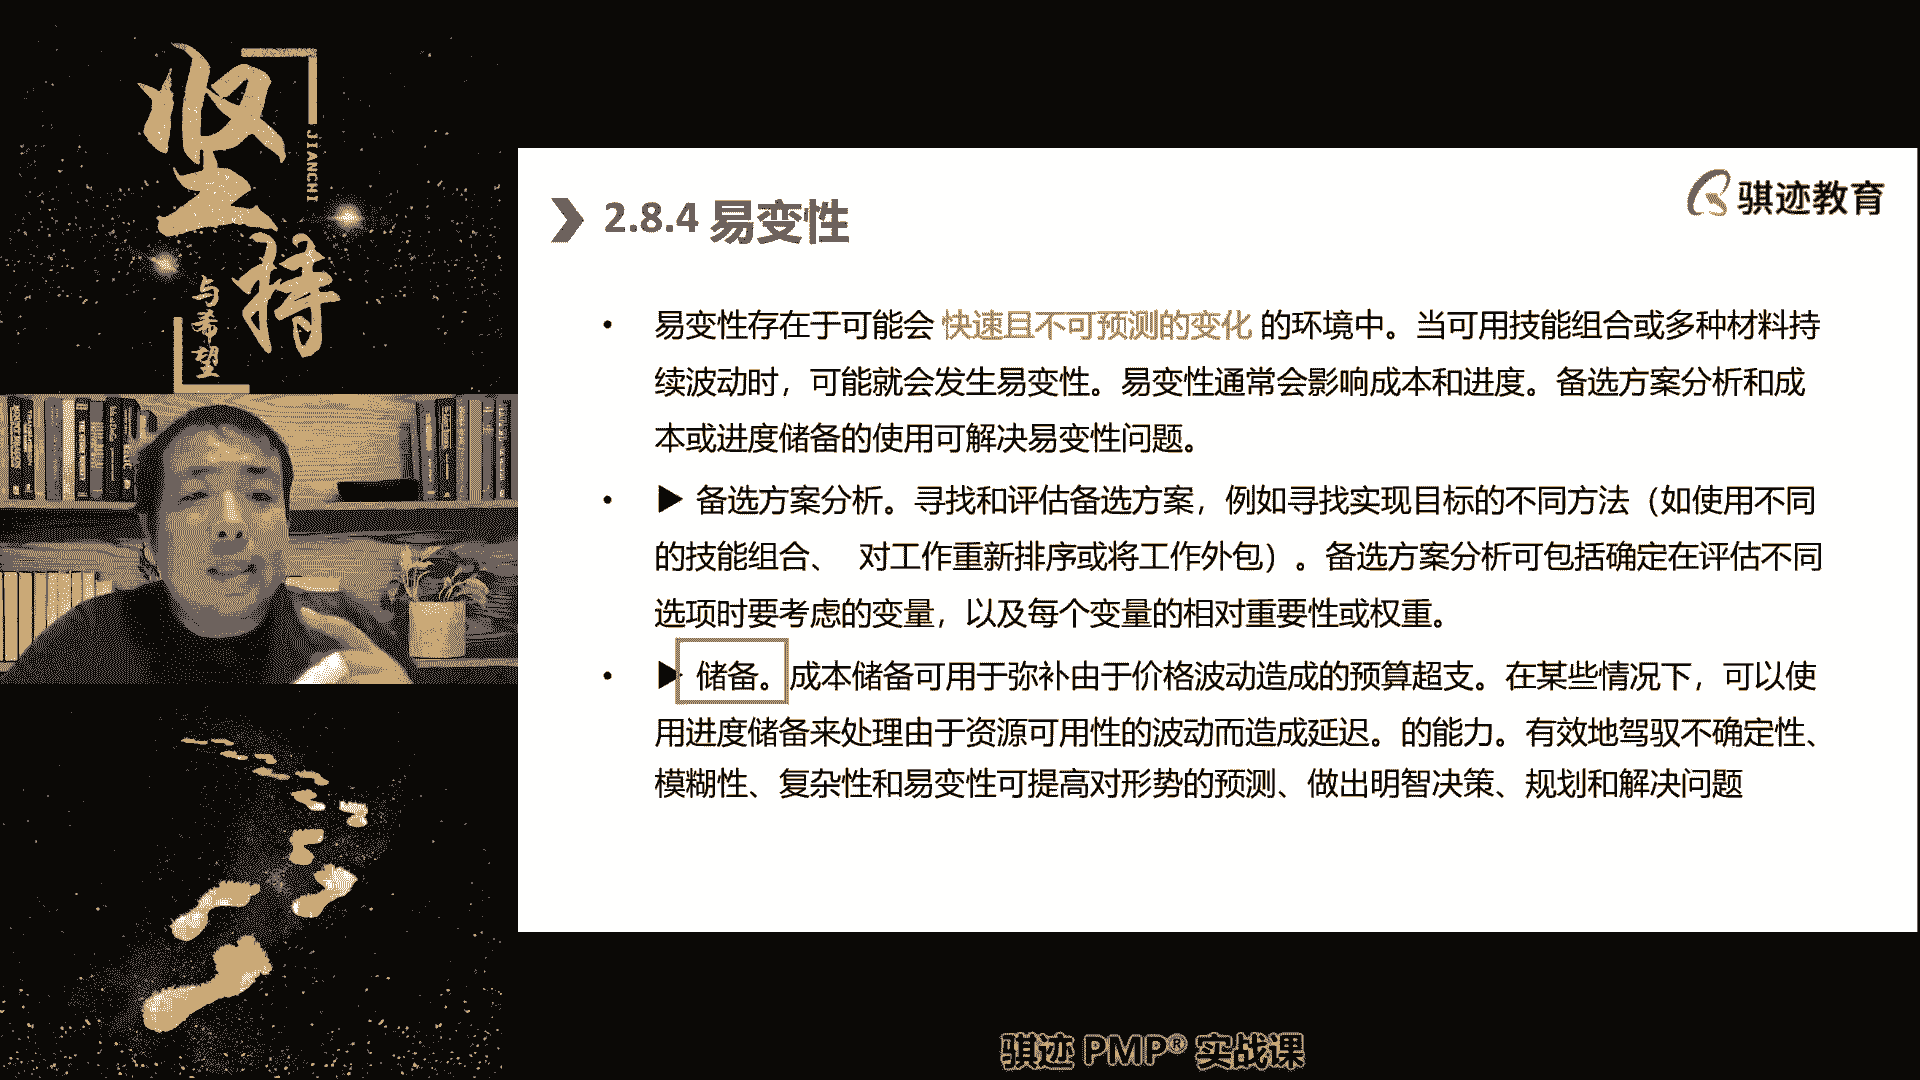 坚持
JIANCHI
与希望
骐迹教育
2.8.4 易变性
• 易变性存在于可能会 快速且不可预测的变化 的环境中。当可用技能组合或多种材料持
续波动时，可能就会发生易变性。易变性通常会影响成本和进度。备选方案分析和成
本或进度储备的使用可解决易变性问题。
• ▶ 备选方案分析。寻找和评估备选方案，例如寻找实现目标的不同方法（如使用不同
的技能组合、 对工作重新排序或将工作外包）。备选方案分析可包括确定在评估不同
选项时要考虑的变量，以及每个变量的相对重要性或权重。
• ▶ 储备。成本储备可用于弥补由于价格波动造成的预算超支。在某些情况下，可以使
用进度储备来处理由于资源可用性的波动而造成延迟。的能力。有效地驾驭不确定性、
模糊性、复杂性和易变性可提高对形势的预测、做出明智决策、规划和解决问题
骐迹 PMP® 实战课